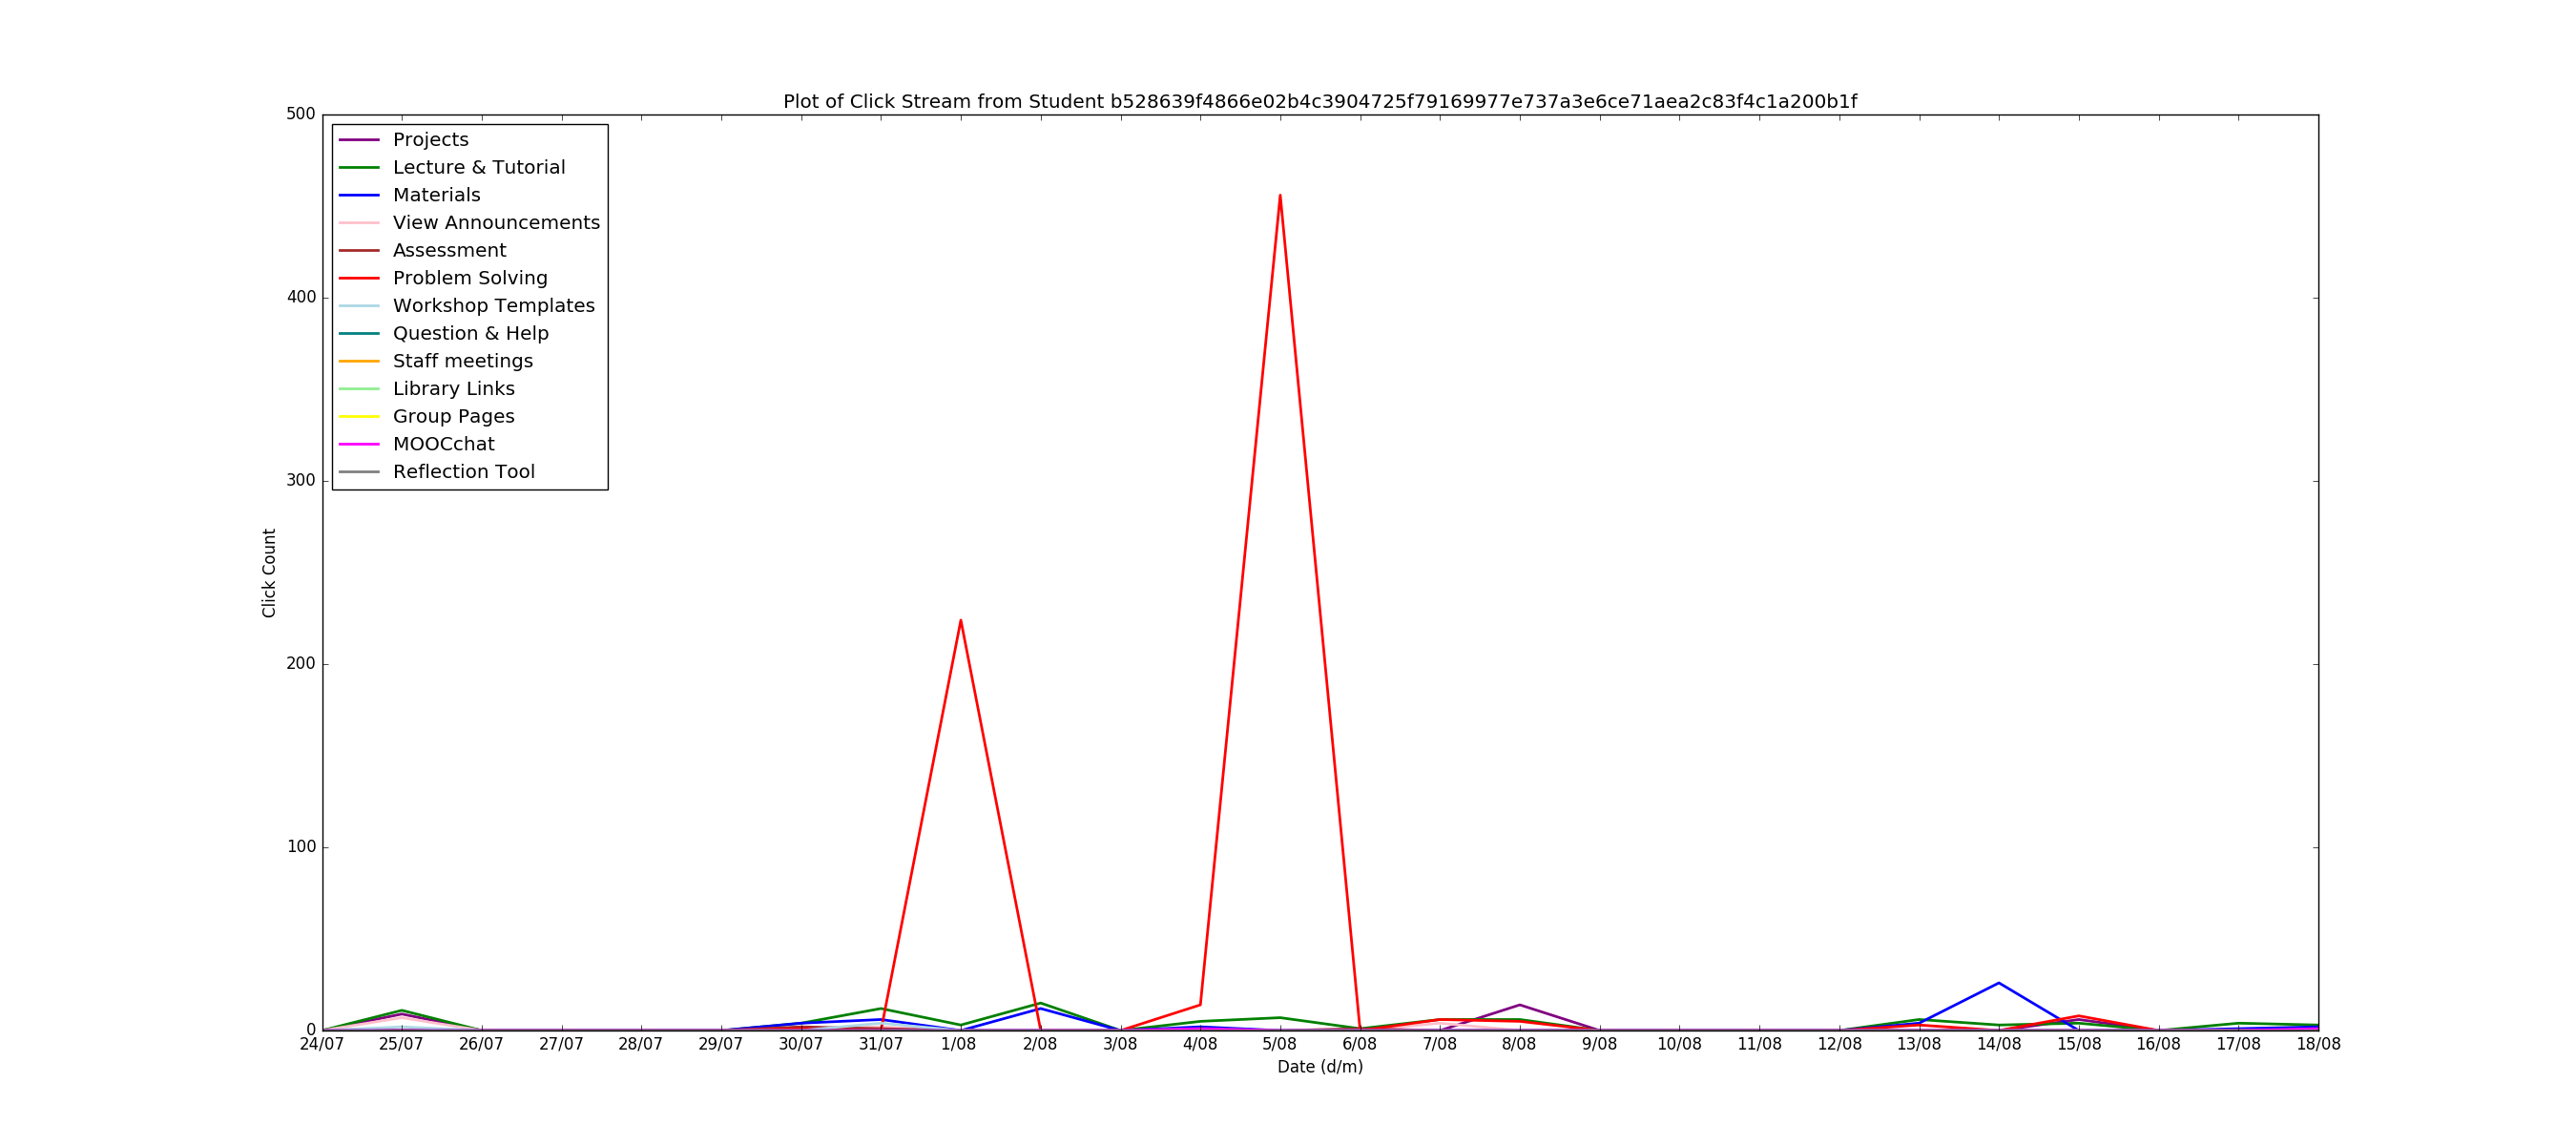 Plot of Click Stream from Student b528639f4866e02b4c3904725f79169977e737a3e6ce71aea2c83f4c1a200b1f
500
400
300
200
100
0
Click Count
Projects
Lecture & Tutorial
Materials
View Announcements
Assessment
Problem Solving
Workshop Templates
Question & Help
Staff meetings
Library Links
Group Pages
MOOCchat
Reflection Tool
24/07 25/07 26/07 27/07 28/07 29/07 30/07 31/07 1/08 2/08 3/08 4/08 5/08 6/08 7/08 8/08 9/08 10/08 11/08 12/08 13/08 14/08 15/08 16/08 17/08 18/08
Date (d/m)